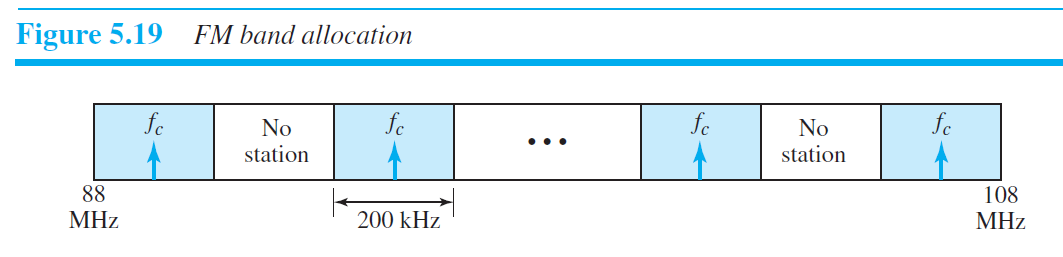 Figure 5.19 FM band allocation
fc
No
station
fc
•••
fc
No
station
fc
88
MHz
200 kHz
108
MHz